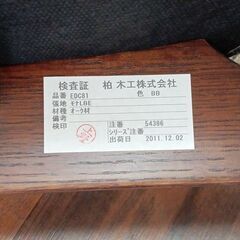 検査証 柏木工株式会社
品番 EDC81 色 BB
張地 モナLBE
材種 オーク材
備考 注番 54386
検印 シリーズ注番
出荷日 2011.12.02